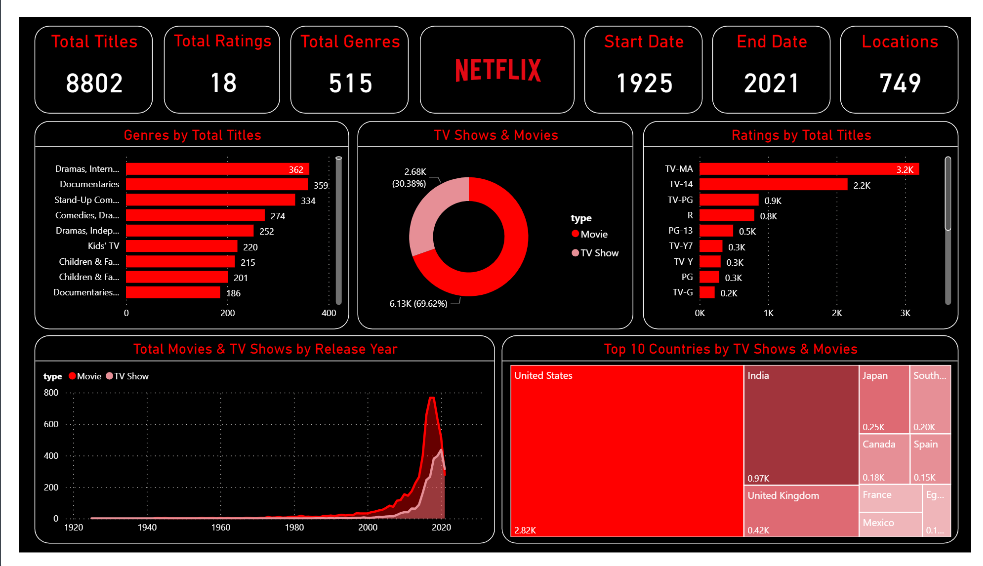 Total Titles
8802
Total Ratings
18
Total Genres
515
NETFLIX
Start Date
1925
End Date
2021
Locations
749
Genres by Total Titles
Dramas, Intern... 362
Documentaries 359
Stand-Up Com... 334
Comedies, Dra... 274
Dramas, Indep... 252
Kids' TV 220
Children & Fa... 215
Children & Fa... 201
Documentaries... 186
0 200 400
TV Shows & Movies
2.68K
(30.38%)
6.13K (69.62%)
type
Movie
TV Show
Ratings by Total Titles
TV-MA 3.2K
TV-14 2.2K
TV-PG 0.9K
R 0.8K
PG-13 0.5K
TV-Y7 0.3K
TV-Y 0.3K
PG 0.3K
TV-G 0.2K
0K 1K 2K 3K
Total Movies & TV Shows by Release Year
type Movie TV Show
800
600
400
200
0
1920 1940 1960 1980 2000 2020
Top 10 Countries by TV Shows & Movies
United States
2.82K
India
0.97K
United Kingdom
0.42K
Japan
0.25K
South...
0.20K
Canada
0.18K
Spain
0.15K
France
Mexico
Eg...
0.1...